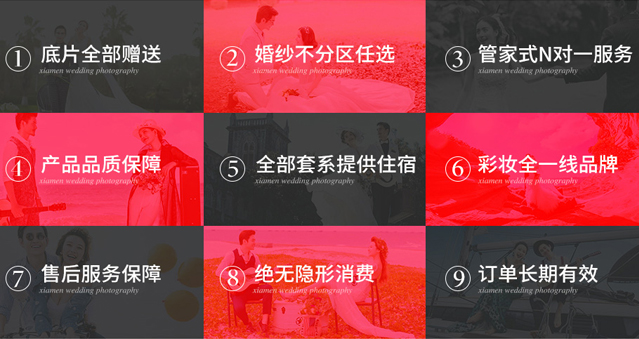 ① 底片全部赠送
xiamen wedding photography
② 婚纱不分区任选
xiamen wedding photography
③ 管家式N对一服务
xiamen wedding photography
④ 产品品质保障
xiamen wedding photography
⑤ 全部套系提供住宿
xiamen wedding photography
⑥ 彩妆全一线品牌
xiamen wedding photography
⑦ 售后服务保障
xiamen wedding photography
⑧ 绝无隐形消费
xiamen wedding photography
⑨ 订单长期有效
xiamen wedding photography